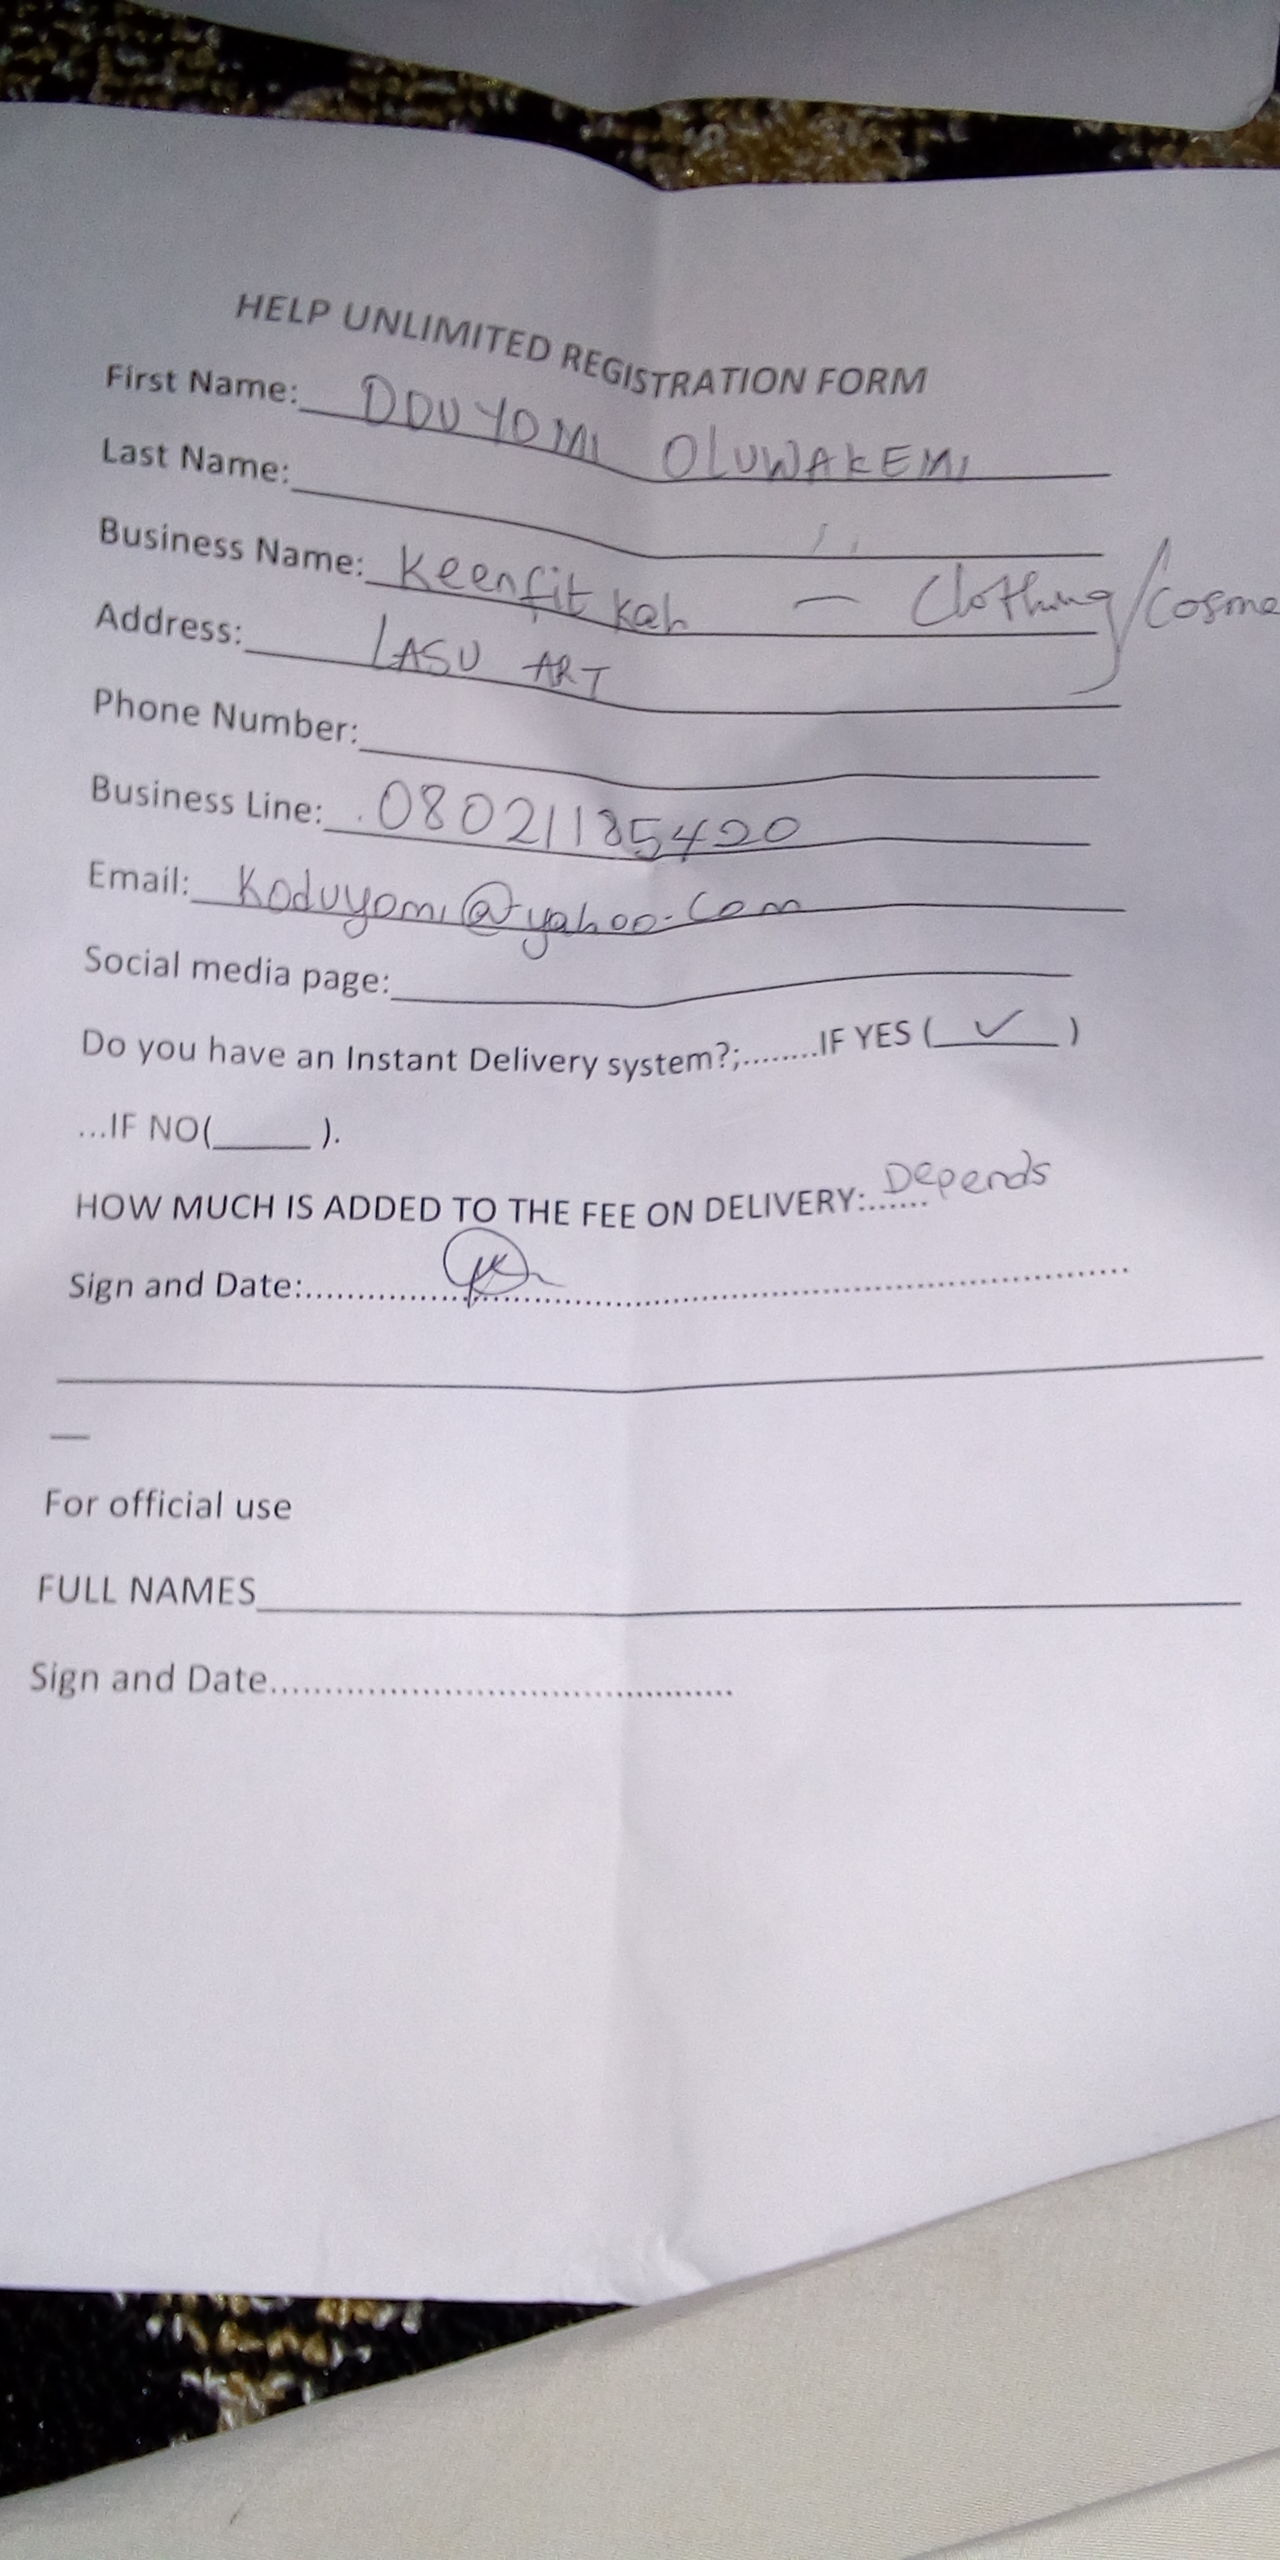 HELP UNLIMITED REGISTRATION FORM
First Name: ODUYOMI OLUWAKEMI
Last Name:
Business Name: Keenfit kah — Clothing/Cosme
Address: LASU ART
Phone Number:
Business Line: 08021185420
Email: Koduyomi@yahoo.com
Social media page:
Do you have an Instant Delivery system?;........IF YES ( ✓ )
...IF NO(_____ ).
HOW MUCH IS ADDED TO THE FEE ON DELIVERY:....... Depends
Sign and Date:
For official use
FULL NAMES
Sign and Date